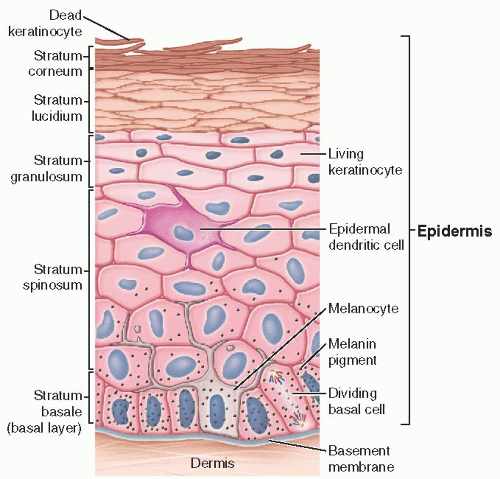 Dead
keratinocyte
Stratum
corneum
Stratum
lucidium
Stratum
granulosum
Stratum
spinosum
Stratum
basale
(basal layer)
Living
keratinocyte
Epidermal
dendritic cell
Epidermis
Melanocyte
Melanin
pigment
Dividing
basal cell
Basement
membrane
Dermis